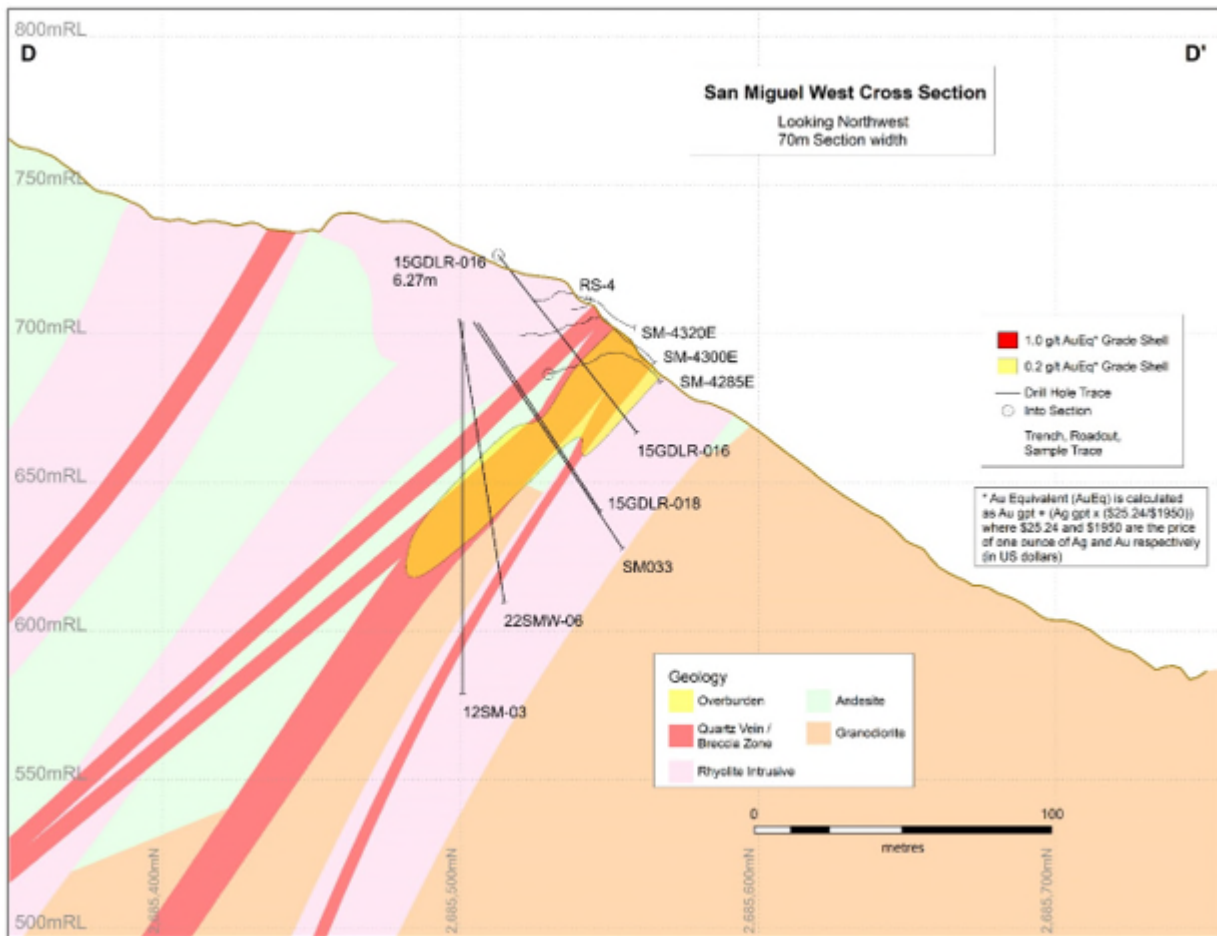 800mRL
D
D'
San Miguel West Cross Section
Looking Northwest
70m Section width
750mRL
15GDLR-016
6.27m
RS-4
700mRL
SM-4320E
SM-4300E
SM-4285E
1.0 g/t AuEq* Grade Shell
0.2 g/t AuEq* Grade Shell
Drill Hole Trace
Into Section
Trench, Roadcut,
Sample Trace
15GDLR-016
650mRL
15GDLR-018
* Au Equivalent (AuEq) is calculated
as Au gpt + (Ag gpt x ($25.24/$1950))
where $25.24 and $1950 are the price
of one ounce of Ag and Au respectively
(in US dollars)
SM033
22SMW-06
600mRL
12SM-03
Geology
Overburden
Andesite
Quartz Vein /
Breccia Zone
Granodiorite
Rhyolite Intrusive
550mRL
0
100
metres
2,685,400mN
2,685,500mN
2,685,600mN
2,685,700mN
500mRL